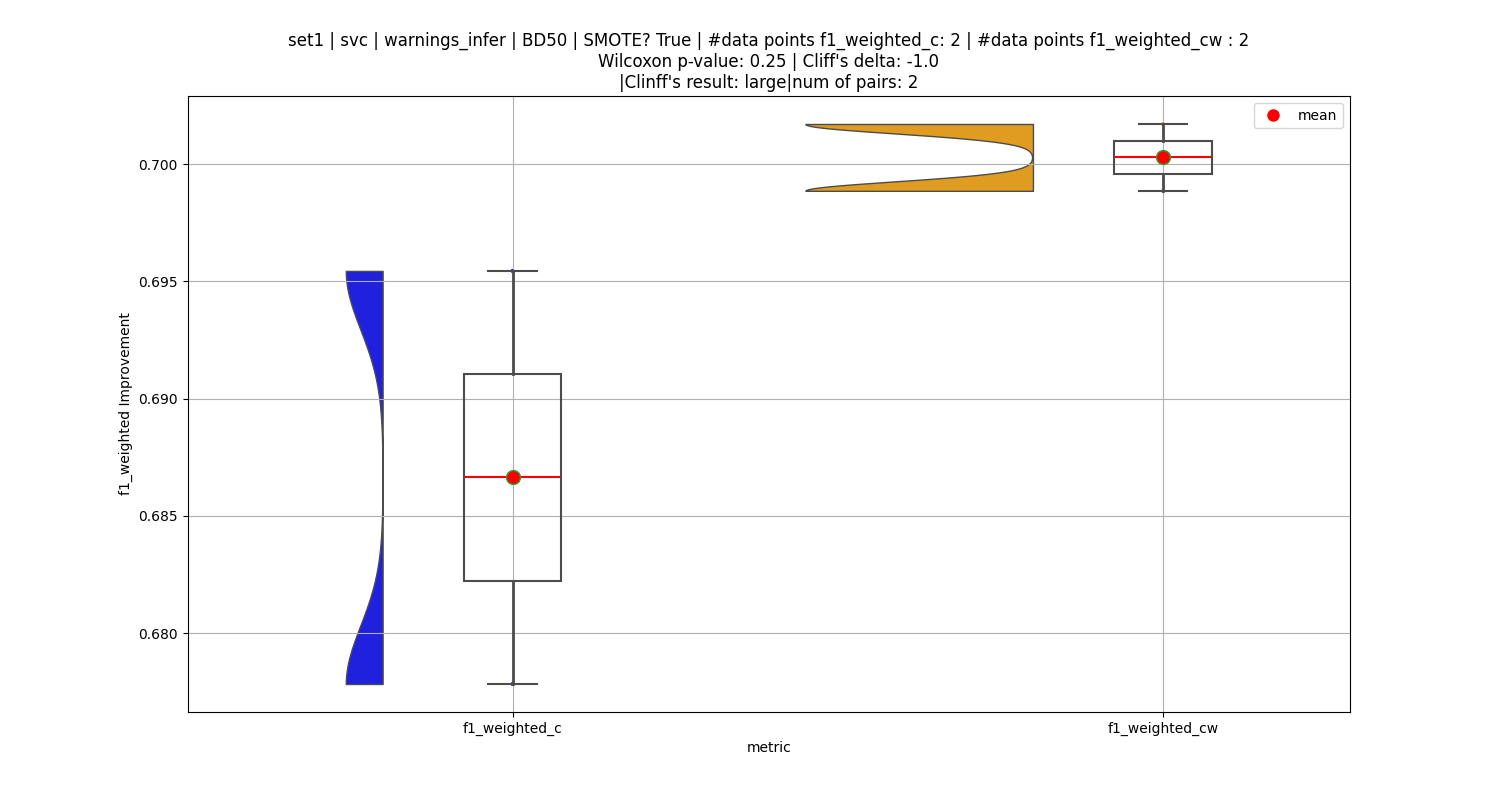 set1 | svc | warnings_infer | BD50 | SMOTE? True | #data points f1_weighted_c: 2 | #data points f1_weighted_cw : 2
Wilcoxon p-value: 0.25 | Cliff's delta: -1.0
|Clinff's result: large|num of pairs: 2
mean
0.700
0.695
0.690
0.685
0.680
f1_weighted Improvement
f1_weighted_c
f1_weighted_cw
metric